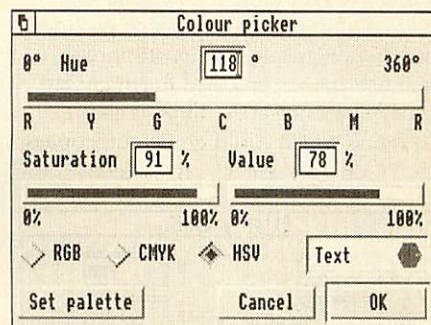 Colour picker
0° Hue 118 ° 360°
R Y G C B M R
Saturation 91 % Value 78 %
0% 100% 0% 100%
RGB CMYK HSV Text
Set palette Cancel OK